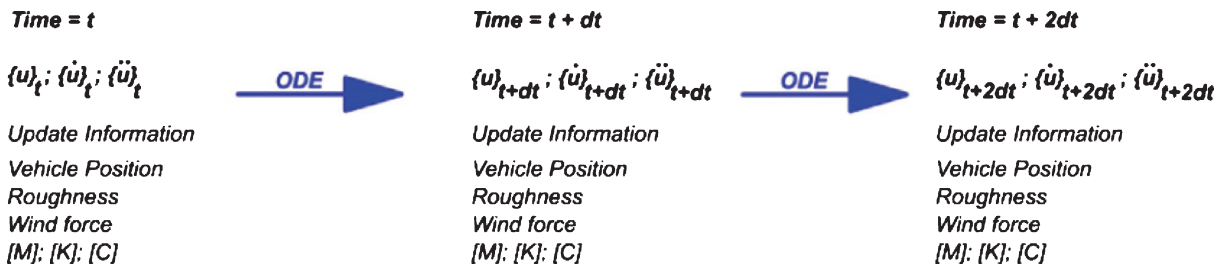 Time = t Time = t + dt Time = t + 2dt
{u}t ; {u̇}t ; {ü}t ODE {u}t+dt ; {u̇}t+dt ; {ü}t+dt ODE {u}t+2dt ; {u̇}t+2dt ; {ü}t+2dt
Update Information Update Information Update Information
Vehicle Position Vehicle Position Vehicle Position
Roughness Roughness Roughness
Wind force Wind force Wind force
[M]; [K]; [C] [M]; [K]; [C] [M]; [K]; [C]